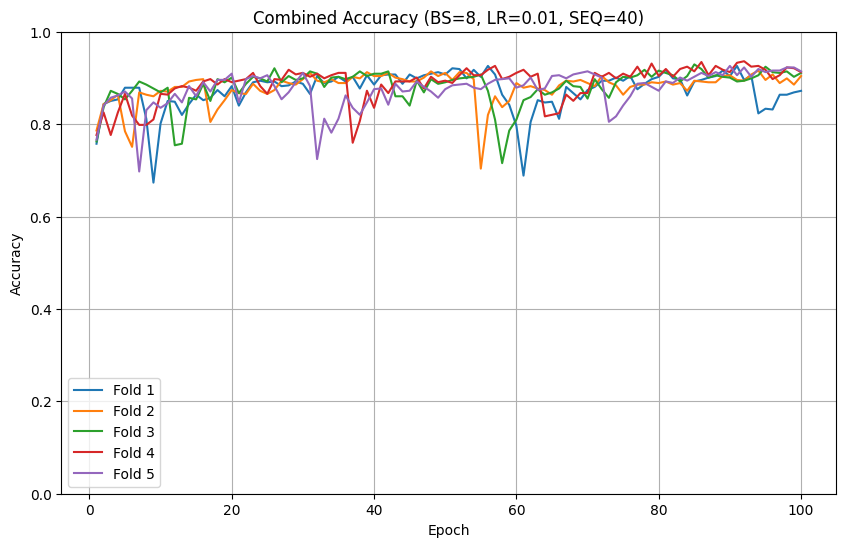 Combined Accuracy (BS=8, LR=0.01, SEQ=40)
Accuracy
1.0
0.8
0.6
0.4
0.2
0.0
Fold 1
Fold 2
Fold 3
Fold 4
Fold 5
0 20 40 60 80 100
Epoch